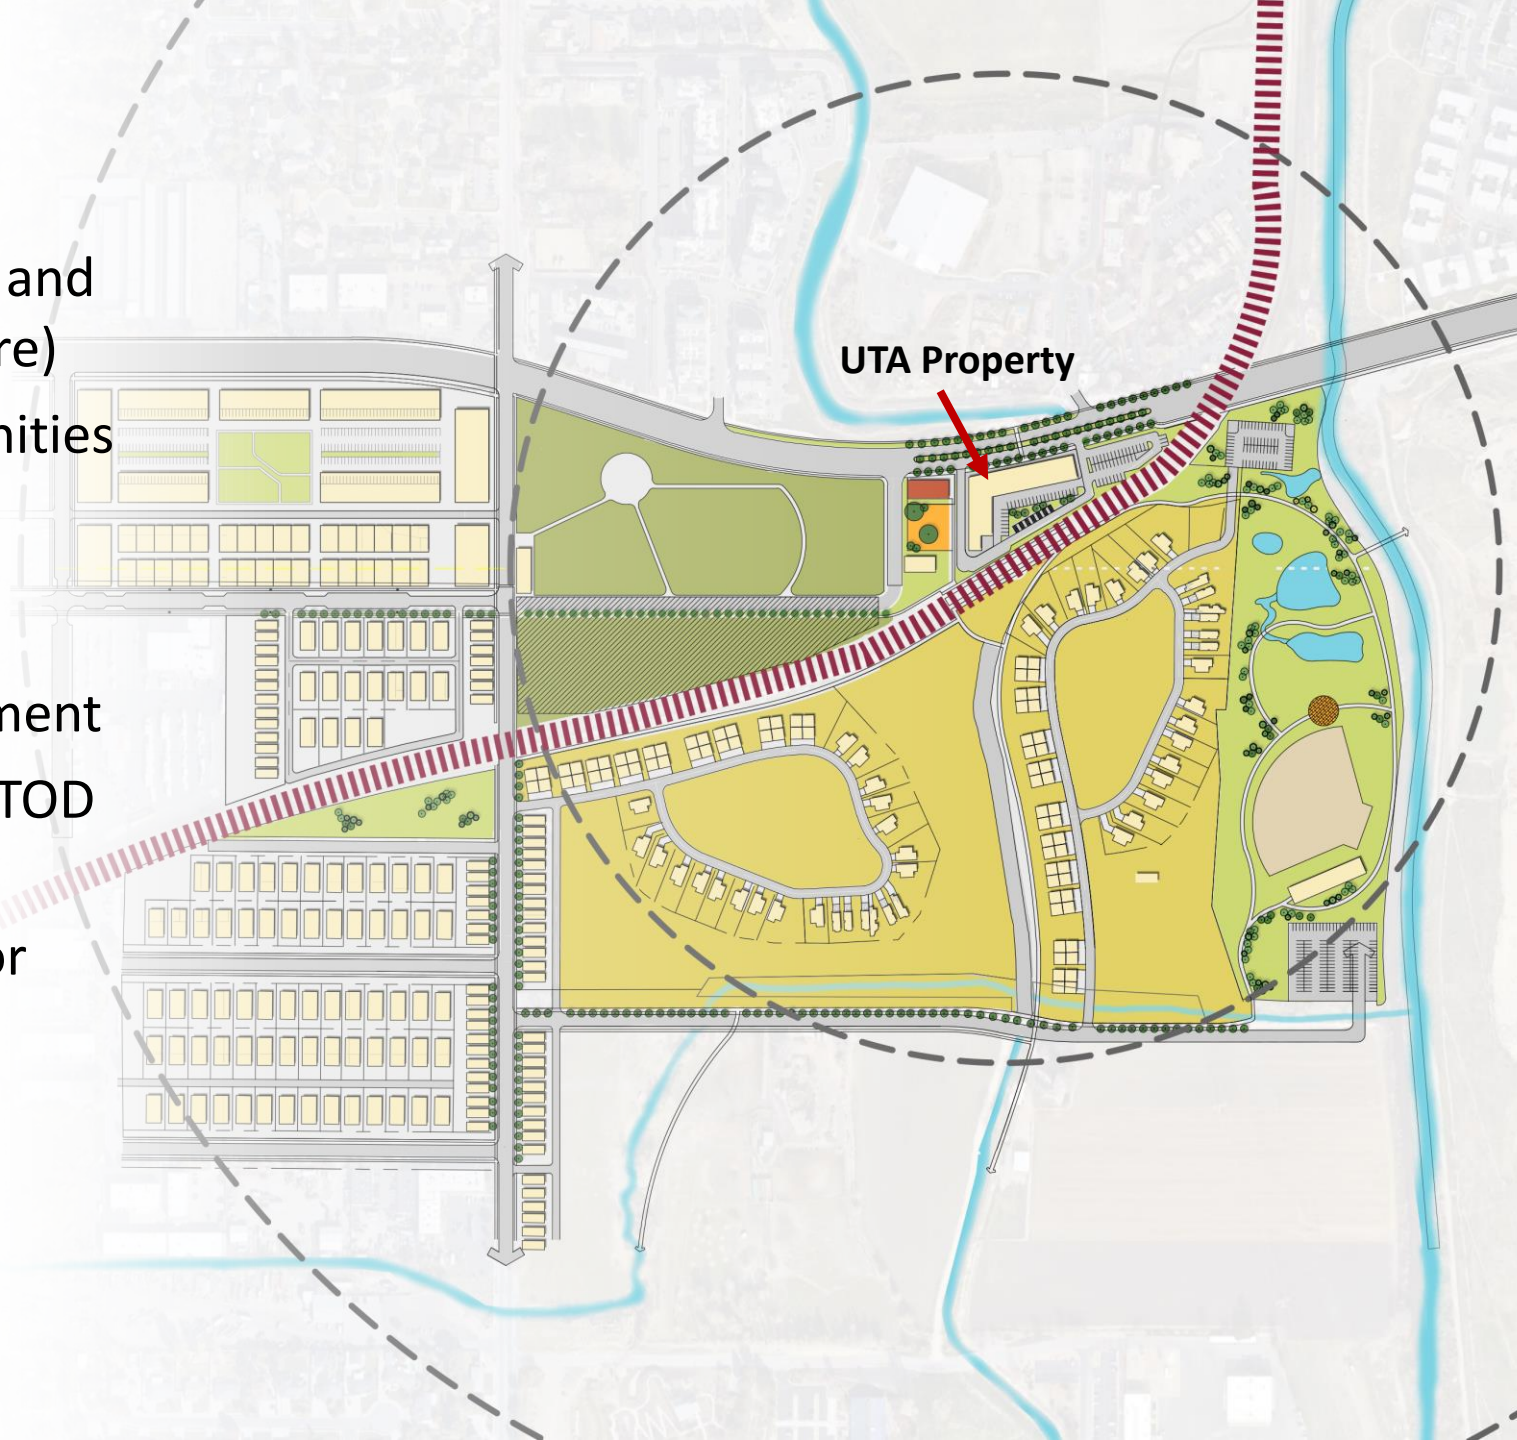 and
re)
UTA Property
nities
ment
TOD
or